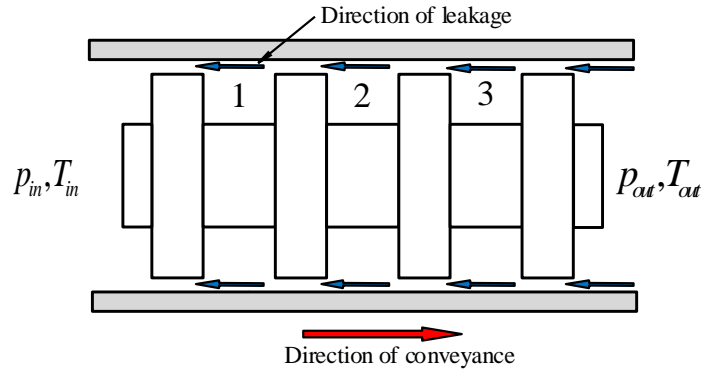 Direction of leakage
1 2 3
p_in,T_in p_out,T_out
Direction of conveyance